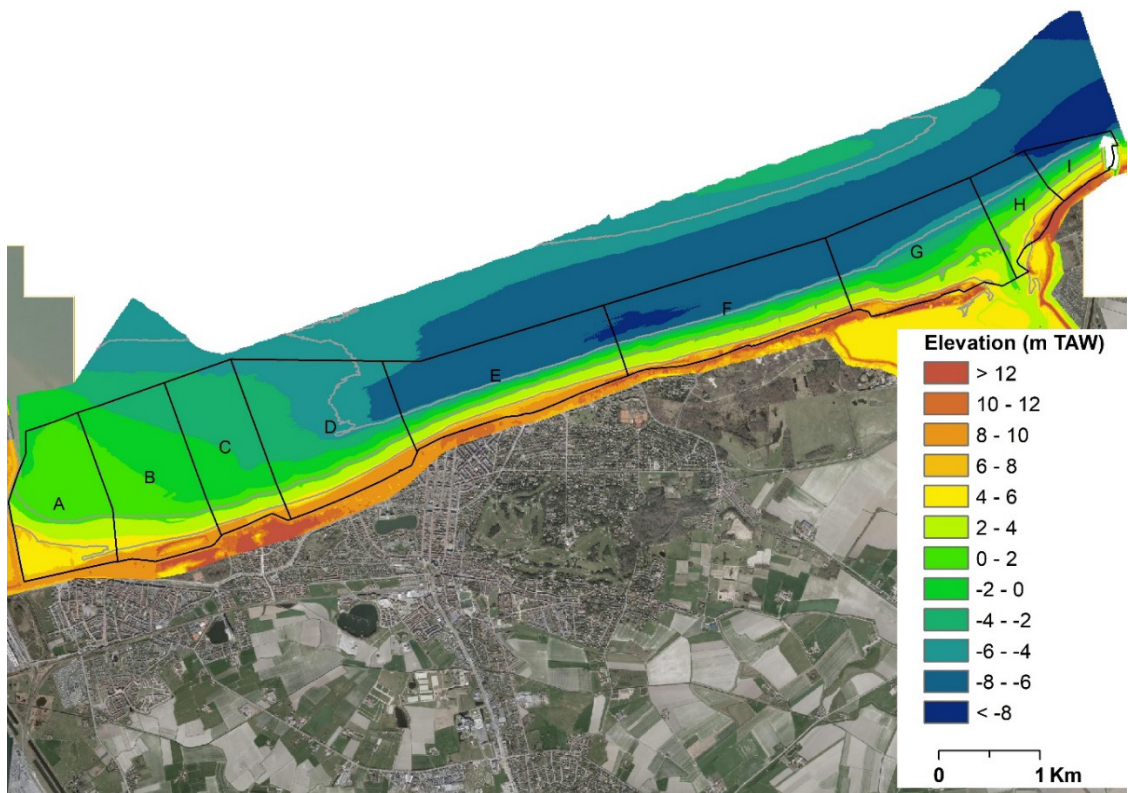 I
H
G
F
E
D
C
B
A
Elevation (m TAW)
> 12
10 - 12
8 - 10
6 - 8
4 - 6
2 - 4
0 - 2
-2 - 0
-4 - -2
-6 - -4
-8 - -6
< -8
0 1 Km